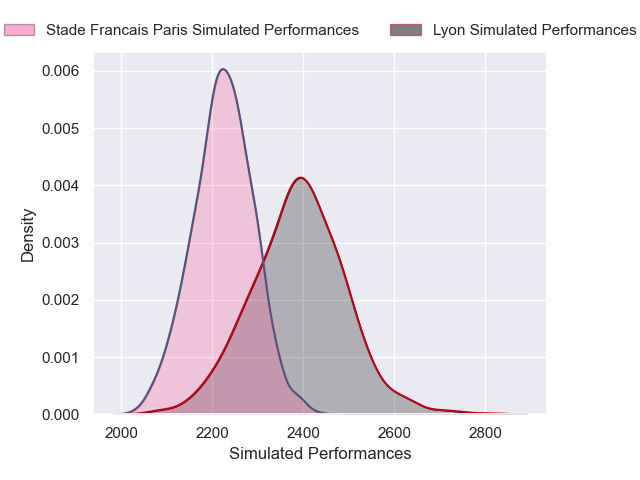 Stade Francais Paris Simulated Performances
Lyon Simulated Performances
0.006
0.005
0.004
0.003
0.002
0.001
0.000
Density
2000 2200 2400 2600 2800
Simulated Performances